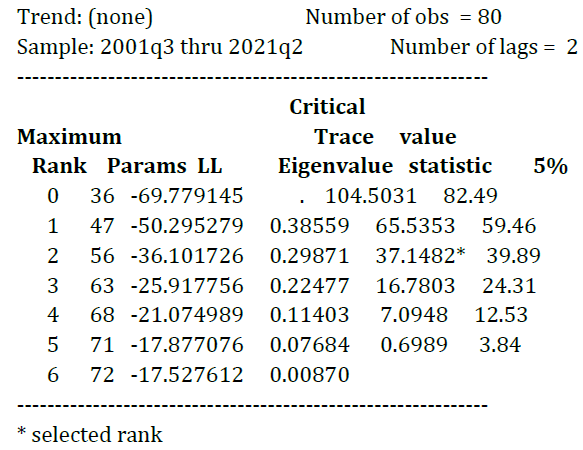 Trend: (none) Number of obs = 80
Sample: 2001q3 thru 2021q2 Number of lags = 2
------------------------------------------------------------
Critical
Maximum Trace value
Rank Params LL Eigenvalue statistic 5%
0 36 -69.779145 . 104.5031 82.49
1 47 -50.295279 0.38559 65.5353 59.46
2 56 -36.101726 0.29871 37.1482* 39.89
3 63 -25.917756 0.22477 16.7803 24.31
4 68 -21.074989 0.11403 7.0948 12.53
5 71 -17.877076 0.07684 0.6989 3.84
6 72 -17.527612 0.00870
------------------------------------------------------------
* selected rank